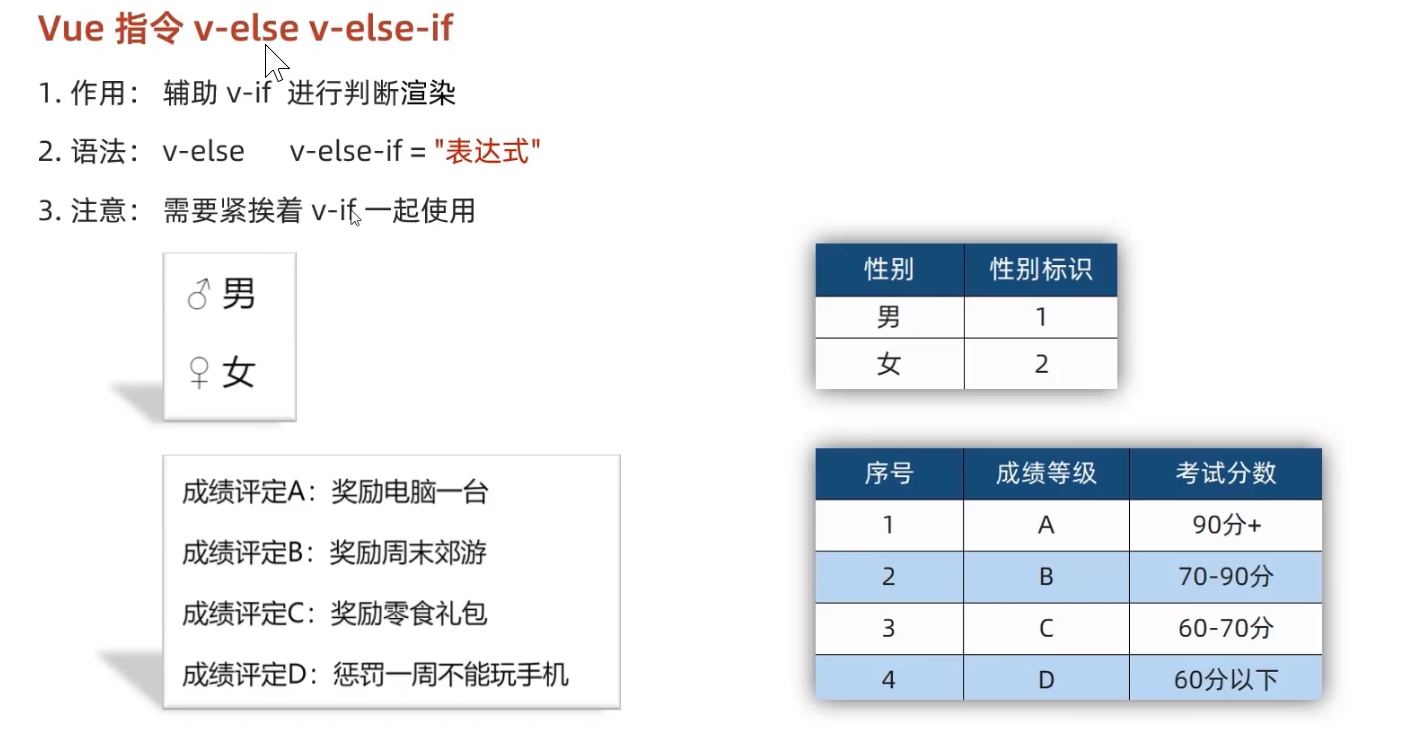 Vue 指令 v-else v-else-if
1. 作用： 辅助 v-if 进行判断渲染
2. 语法： v-else v-else-if = "表达式"
3. 注意： 需要紧挨着 v-if 一起使用
♂ 男
♀ 女
性别 性别标识
男 1
女 2
成绩评定A：奖励电脑一台
成绩评定B：奖励周末郊游
成绩评定C：奖励零食礼包
成绩评定D：惩罚一周不能玩手机
序号 成绩等级 考试分数
1 A 90分+
2 B 70-90分
3 C 60-70分
4 D 60分以下